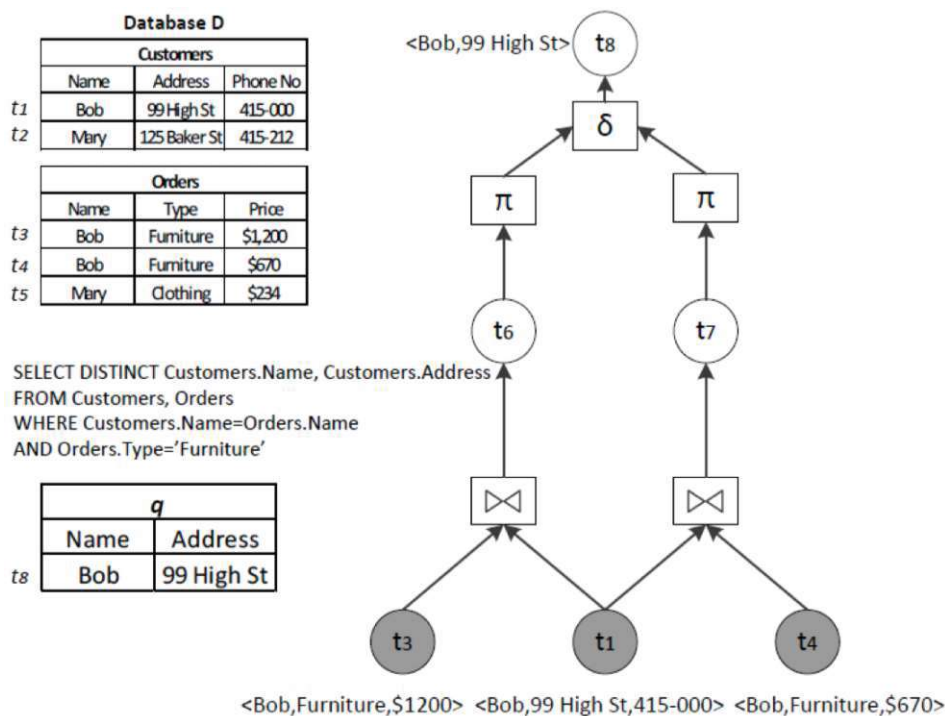 Database D
Customers
Name Address Phone No
t1 Bob 99 High St 415-000
t2 Mary 125 Baker St 415-212
Orders
Name Type Price
t3 Bob Furniture $1,200
t4 Bob Furniture $670
t5 Mary Clothing $234
SELECT DISTINCT Customers.Name, Customers.Address
FROM Customers, Orders
WHERE Customers.Name=Orders.Name
AND Orders.Type=’Furniture’
q
Name Address
t8 Bob 99 High St
<Bob,99 High St> t8
δ
π π
t6 t7
⋈ ⋈
t3 t1 t4
<Bob,Furniture,$1200> <Bob,99 High St,415-000> <Bob,Furniture,$670>